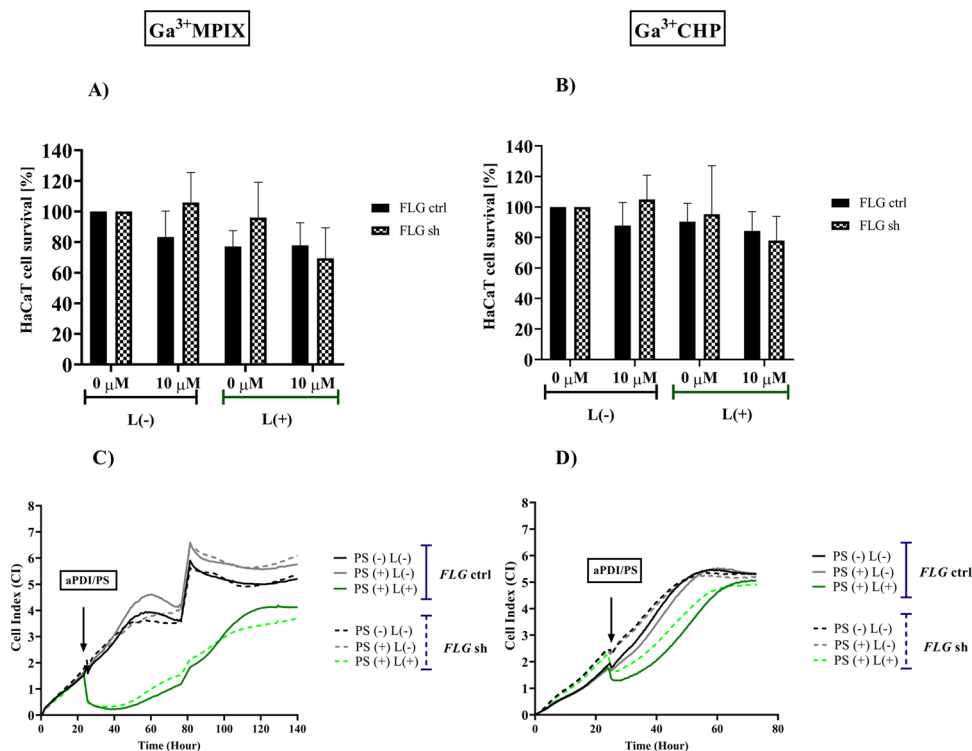 Ga³⁺MPIX
Ga³⁺CHP
A)
B)
HaCaT cell survival [%]
140
120
100
80
60
40
20
0
0 μM
10 μM
0 μM
10 μM
L(-)
L(+)
FLG ctrl
FLG sh
HaCaT cell survival [%]
140
120
100
80
60
40
20
0
0 μM
10 μM
0 μM
10 μM
L(-)
L(+)
FLG ctrl
FLG sh
C)
D)
Cell Index (CI)
8
7
6
5
4
3
2
1
0
0
20
40
60
80
100
120
140
Time (Hour)
aPDI/PS
PS (-) L(-)
PS (+) L(-)
PS (+) L(+)
FLG ctrl
PS (-) L(-)
PS (+) L(-)
PS (+) L(+)
FLG sh
Cell Index (CI)
8
7
6
5
4
3
2
1
0
0
20
40
60
80
Time (Hour)
aPDI/PS
PS (-) L(-)
PS (+) L(-)
PS (+) L(+)
FLG ctrl
PS (-) L(-)
PS (+) L(-)
PS (+) L(+)
FLG sh